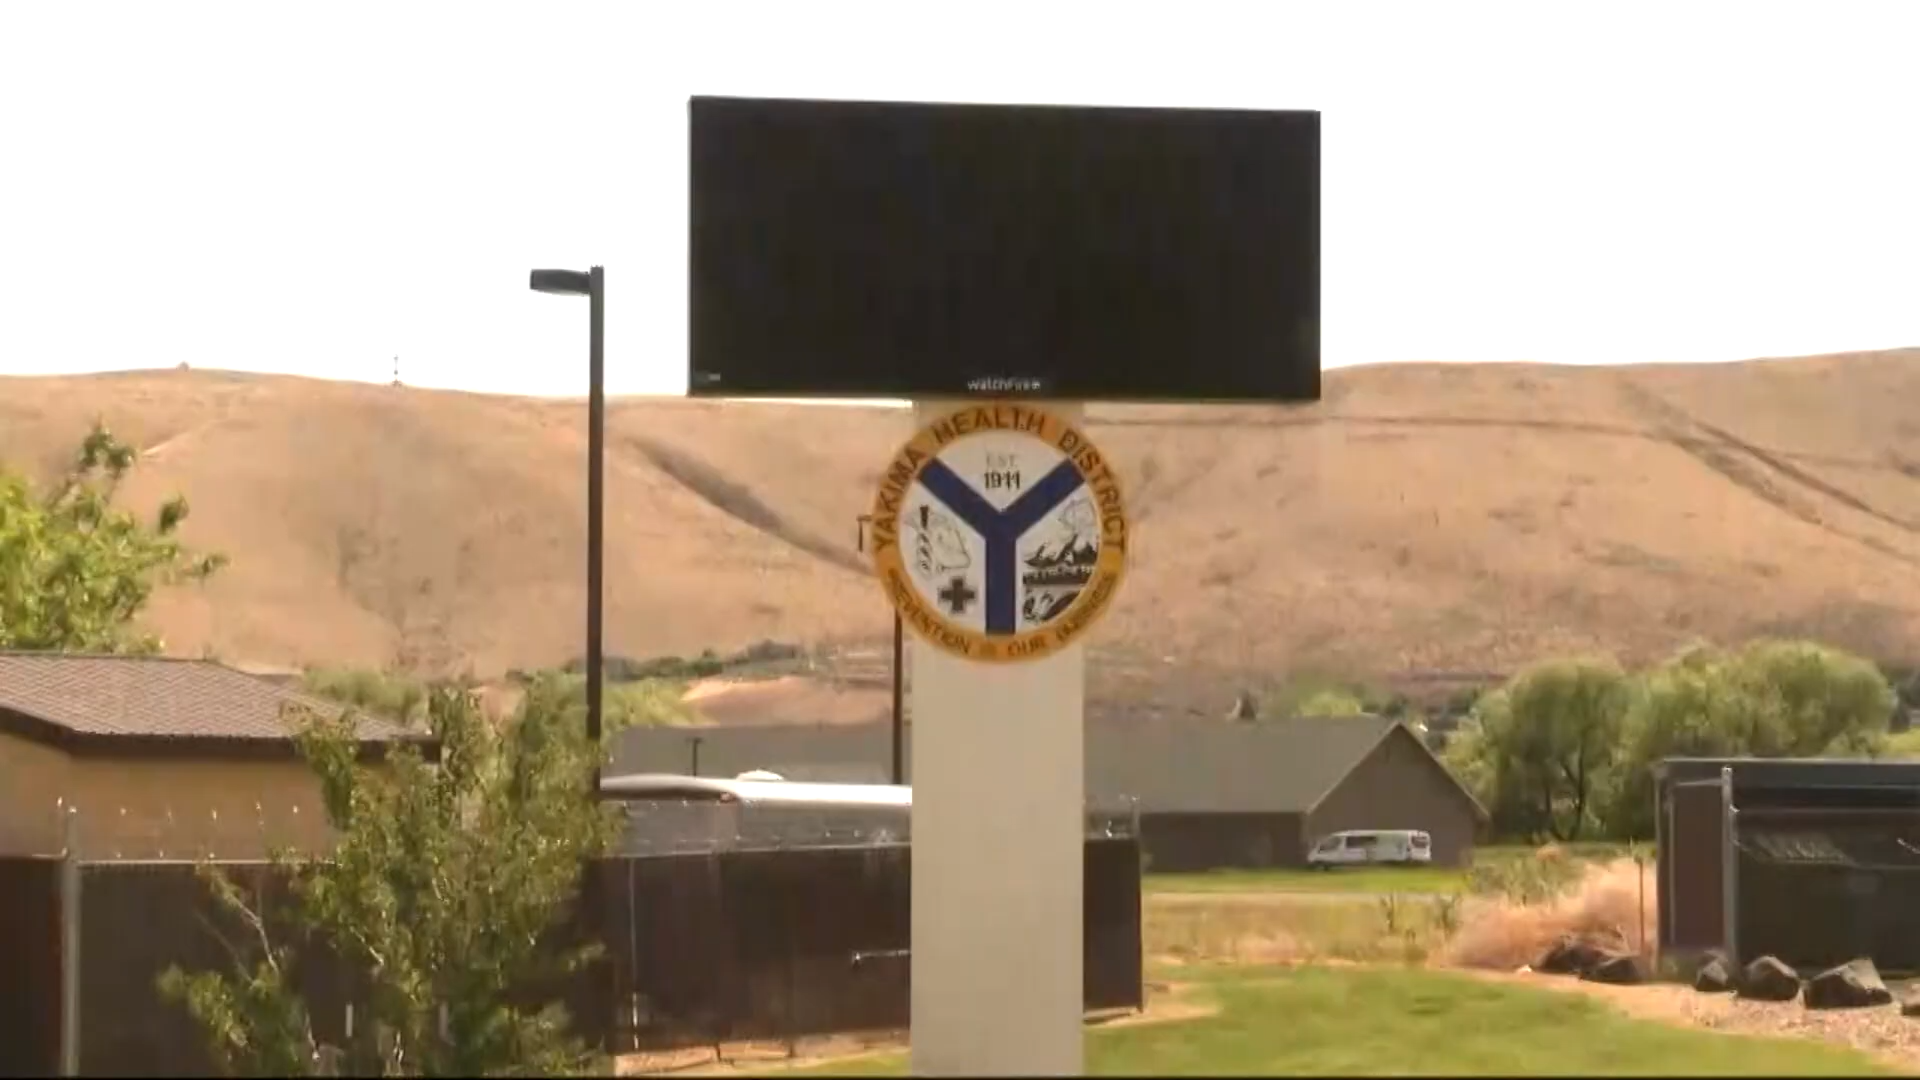 watchfire
YAKIMA HEALTH DISTRICT
EST.
1911
PREVENTION IS OUR BUSINESS